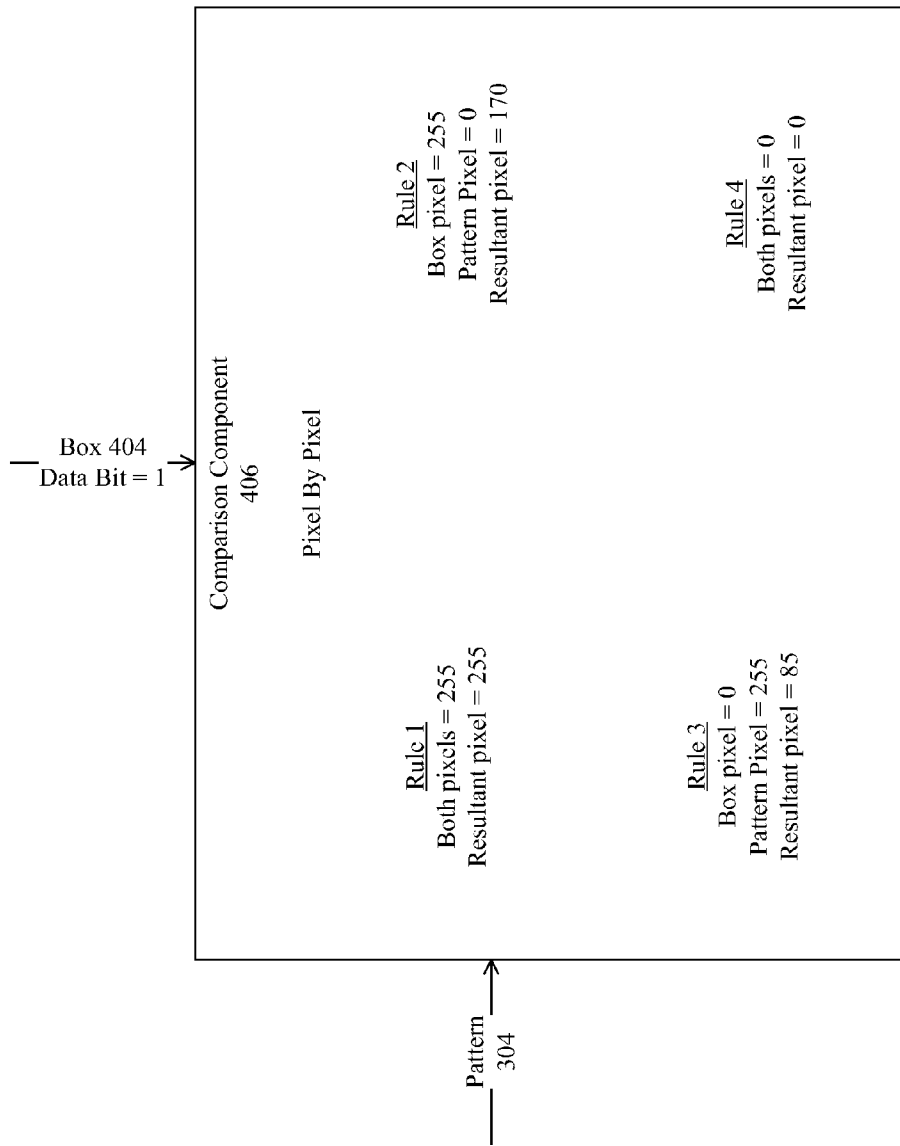 Box 404
Data Bit = 1
Comparison Component
406
Pixel By Pixel
Pattern
304
Rule 1
Both pixels = 255
Resultant pixel = 255
Rule 2
Box pixel = 255
Pattern Pixel = 0
Resultant pixel = 170
Rule 3
Box pixel = 0
Pattern Pixel = 255
Resultant pixel = 85
Rule 4
Both pixels = 0
Resultant pixel = 0